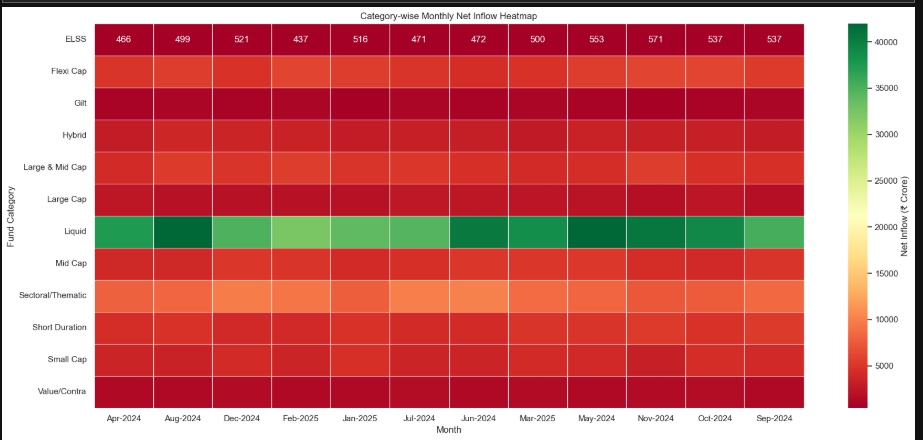 Category-wise Monthly Net Inflow Heatmap
ELSS 466 499 521 437 516 471 472 500 553 571 537 537
Flexi Cap
Gilt
Hybrid
Large & Mid Cap
Large Cap
Liquid
Mid Cap
Sectoral/Thematic
Short Duration
Small Cap
Value/Contra
Fund Category
Apr-2024 Aug-2024 Dec-2024 Feb-2025 Jan-2025 Jul-2024 Jun-2024 Mar-2025 May-2024 Nov-2024 Oct-2024 Sep-2024
Month
40000
35000
30000
25000
20000
15000
10000
5000
Net Inflow (₹ Crore)